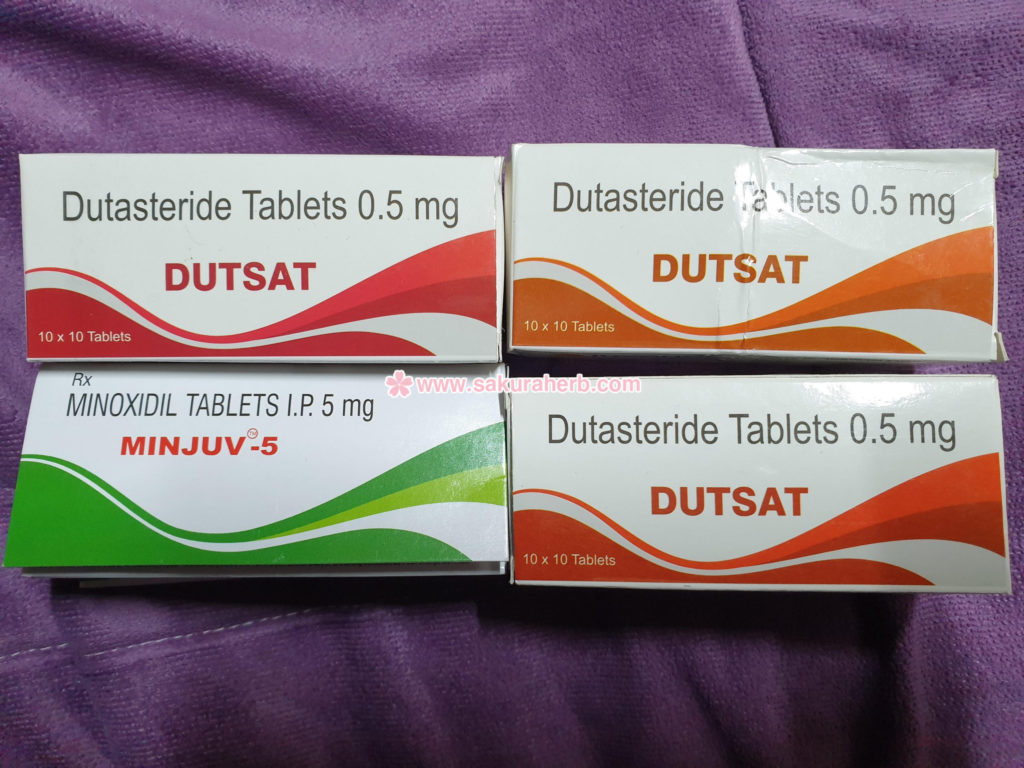 Dutasteride Tablets 0.5 mg
DUTSAT
10 x 10 Tablets
Dutasteride Tablets 0.5 mg
DUTSAT
10 x 10 Tablets
www.sakuraherb.com
Rx
MINOXIDIL TABLETS I.P. 5 mg
MINJUV™-5
Dutasteride Tablets 0.5 mg
DUTSAT
10 x 10 Tablets